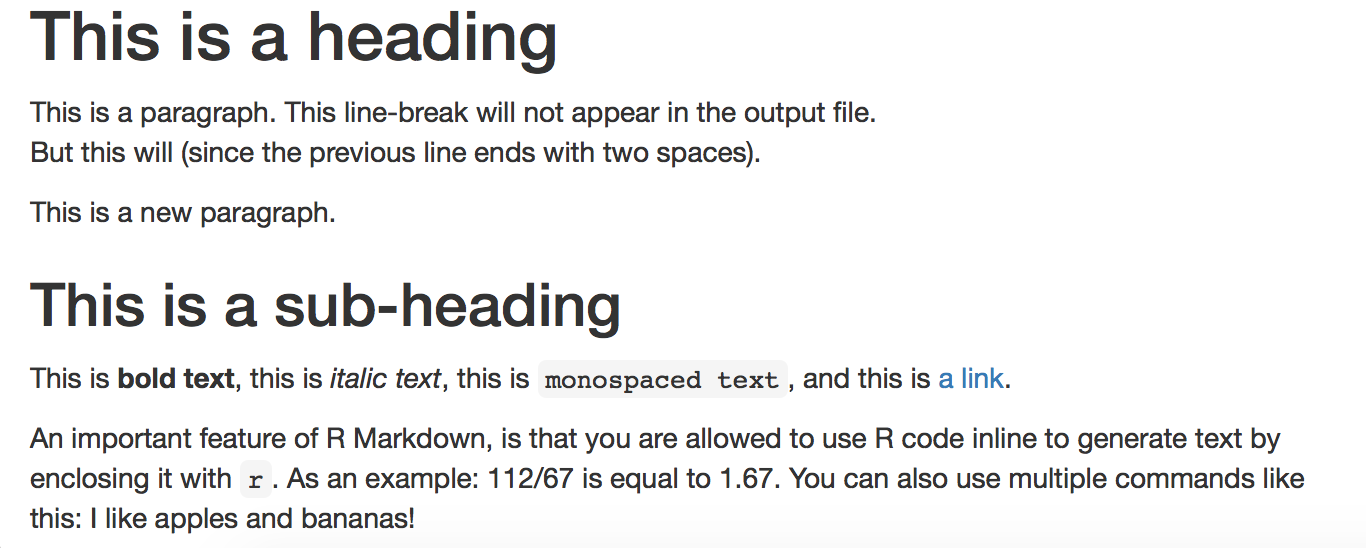 This is a heading
This is a paragraph. This line-break will not appear in the output file.
But this will (since the previous line ends with two spaces).
This is a new paragraph.
This is a sub-heading
This is bold text, this is italic text, this is monospaced text, and this is a link.
An important feature of R Markdown, is that you are allowed to use R code inline to generate text by
enclosing it with r. As an example: 112/67 is equal to 1.67. You can also use multiple commands like
this: I like apples and bananas!